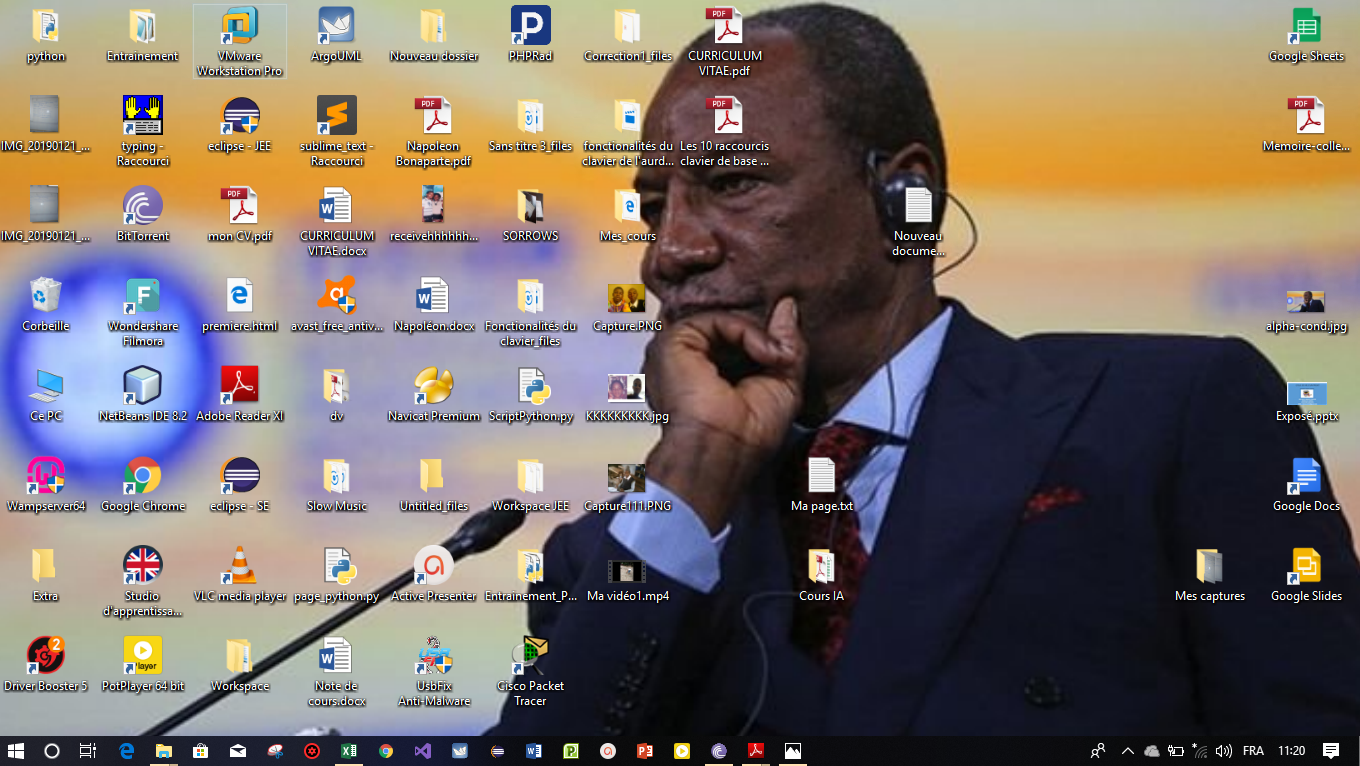 python
Entrainement
VMware
Workstation Pro
ArgoUML
Nouveau dossier
PHPRad
Correction1_files
CURRICULUM
VITAE.pdf
Google Sheets
IMG_20190121_...
typing -
Raccourci
eclipse - JEE
sublime_text -
Raccourci
Napoleon
Bonaparte.pdf
Sans titre 3_files
fonctionalités du
clavier de l'aurd...
Les 10 raccourcis
clavier de base ...
Memoire-colle...
IMG_20190121_...
BitTorrent
mon CV.pdf
CURRICULUM
VITAE.docx
receivehhhhhh...
SORROWS
Mes_cours
Nouveau
docume...
Corbeille
Wondershare
Filmora
premiere.html
avast_free_antiv...
Napoléon.docx
Fonctionalités du
clavier_files
Capture.PNG
alpha-cond.jpg
Ce PC
NetBeans IDE 8.2
Adobe Reader XI
dv
Navicat Premium
ScriptPython.py
KKKKKKKKK.jpg
Exposé.pptx
Wampserver64
Google Chrome
eclipse - SE
Slow Music
Untitled_files
Workspace JEE
Capture111.PNG
Ma page.txt
Google Docs
Extra
Studio
d'apprentissa...
VLC media player
page_python.py
Active Presenter
Entrainement_P...
Ma vidéo1.mp4
Cours IA
Mes captures
Google Slides
Driver Booster 5
PotPlayer 64 bit
Workspace
Note de
cours.docx
UsbFix
Anti-Malware
Cisco Packet
Tracer
FRA
11:20